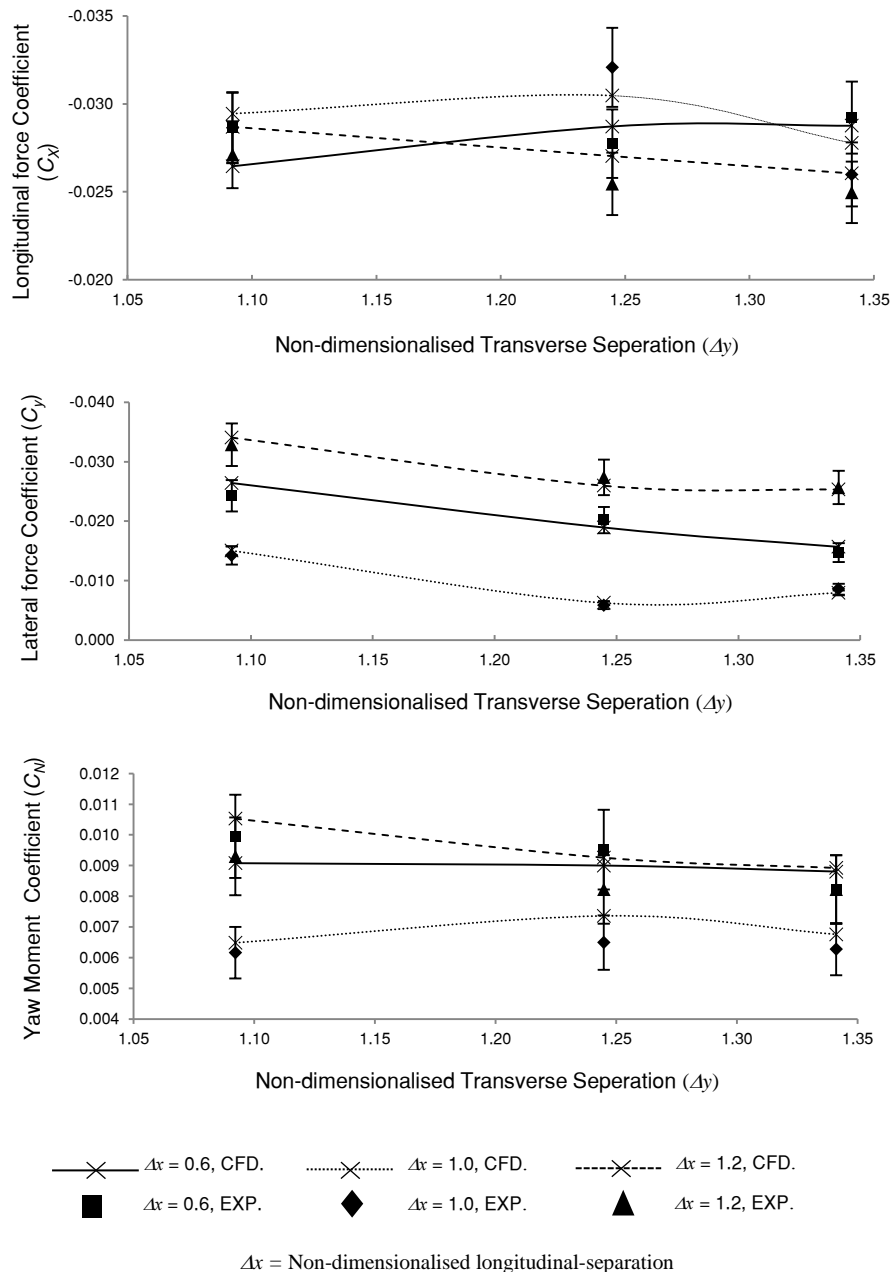 -0.035
-0.030
-0.025
-0.020
Longitudinal force Coefficient
(CX)
1.05
1.10
1.15
1.20
1.25
1.30
1.35
Non-dimensionalised Transverse Seperation (Δy)
-0.040
-0.030
-0.020
-0.010
0.000
Lateral force Coefficient (Cy)
1.05
1.10
1.15
1.20
1.25
1.30
1.35
Non-dimensionalised Transverse Seperation (Δy)
0.012
0.011
0.010
0.009
0.008
0.007
0.006
0.005
0.004
Yaw Moment Coefficient (CN)
1.05
1.10
1.15
1.20
1.25
1.30
1.35
Non-dimensionalised Transverse Seperation (Δy)
Δx = 0.6, CFD.
Δx = 1.0, CFD.
Δx = 1.2, CFD.
Δx = 0.6, EXP.
Δx = 1.0, EXP.
Δx = 1.2, EXP.
Δx = Non-dimensionalised longitudinal-separation